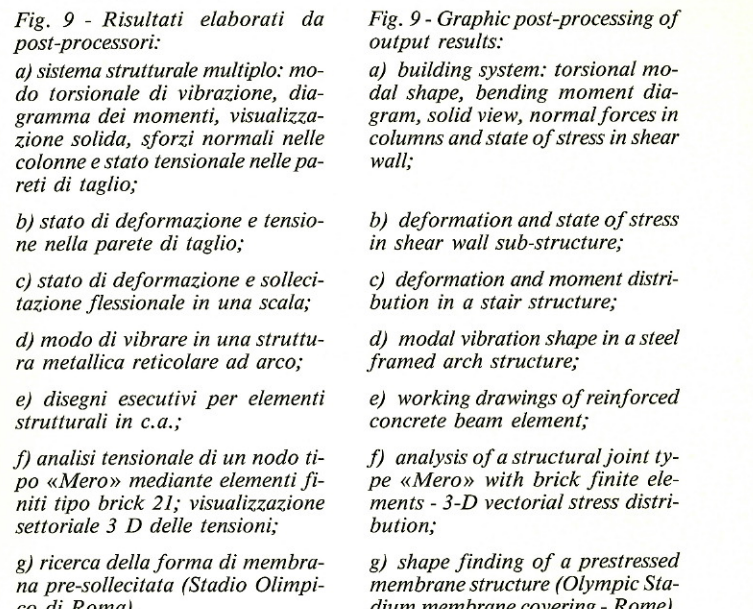 Fig. 9 - Risultati elaborati da
post-processori:
a) sistema strutturale multiplo: mo-
do torsionale di vibrazione, dia-
gramma dei momenti, visualizza-
zione solida, sforzi normali nelle
colonne e stato tensionale nelle pa-
reti di taglio;
b) stato di deformazione e tensio-
ne nella parete di taglio;
c) stato di deformazione e solleci-
tazione flessionale in una scala;
d) modo di vibrare in una struttu-
ra metallica reticolare ad arco;
e) disegni esecutivi per elementi
strutturali in c.a.;
f) analisi tensionale di un nodo ti-
po «Mero» mediante elementi fi-
niti tipo brick 21; visualizzazione
settoriale 3 D delle tensioni;
g) ricerca della forma di membra-
na pre-sollecitata (Stadio Olimpi-
co di Roma)
Fig. 9 - Graphic post-processing of
output results:
a) building system: torsional mo-
dal shape, bending moment dia-
gram, solid view, normal forces in
columns and state of stress in shear
wall;
b) deformation and state of stress
in shear wall sub-structure;
c) deformation and moment distri-
bution in a stair structure;
d) modal vibration shape in a steel
framed arch structure;
e) working drawings of reinforced
concrete beam element;
f) analysis of a structural joint ty-
pe «Mero» with brick finite ele-
ments - 3-D vectorial stress distri-
bution;
g) shape finding of a prestressed
membrane structure (Olympic Sta-
dium membrane covering - Rome)